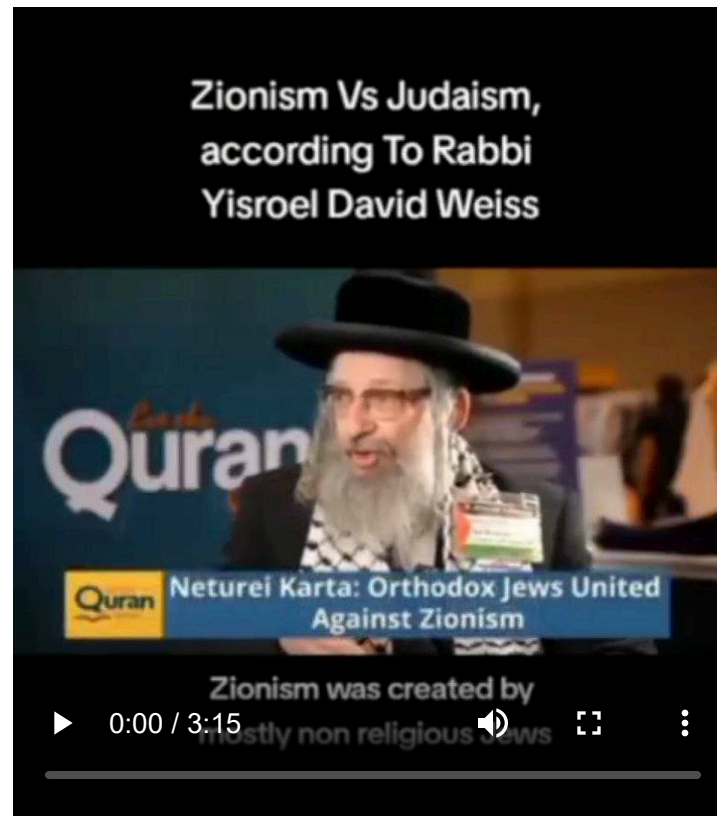 Zionism Vs Judaism,
according To Rabbi
Yisroel David Weiss
Quran
Quran
Neturei Karta: Orthodox Jews United
Against Zionism
Zionism was created by
mostly non religious Jews
0:00 / 3:15